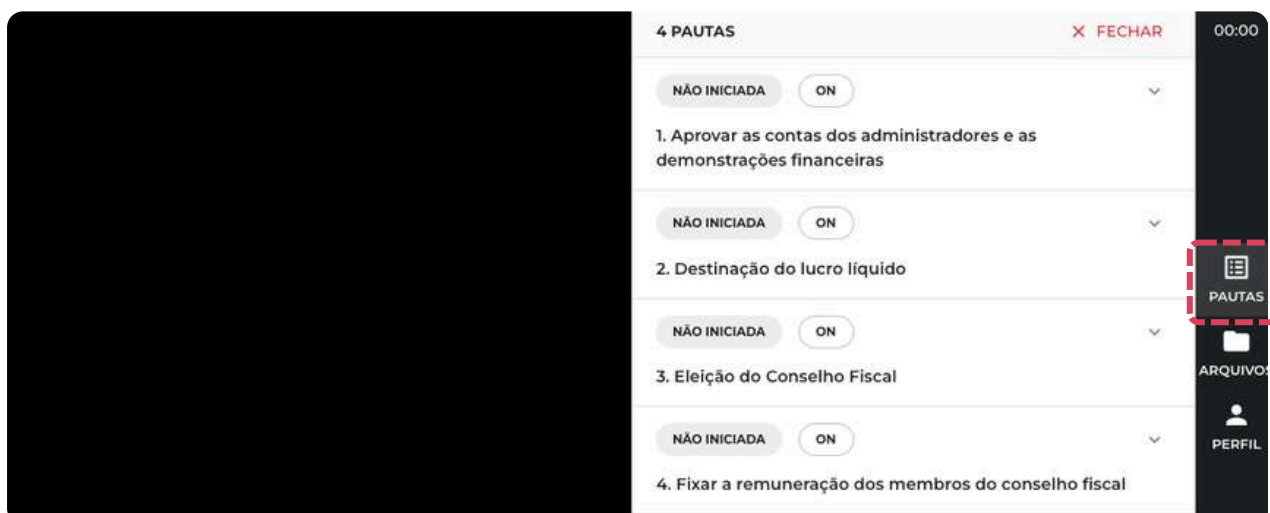 4 PAUTAS
X FECHAR
00:00
NÃO INICIADA
ON
1. Aprovar as contas dos administradores e as
demonstrações financeiras
NÃO INICIADA
ON
2. Destinação do lucro líquido
NÃO INICIADA
ON
3. Eleição do Conselho Fiscal
NÃO INICIADA
ON
4. Fixar a remuneração dos membros do conselho fiscal
PAUTAS
ARQUIVOS
PERFIL